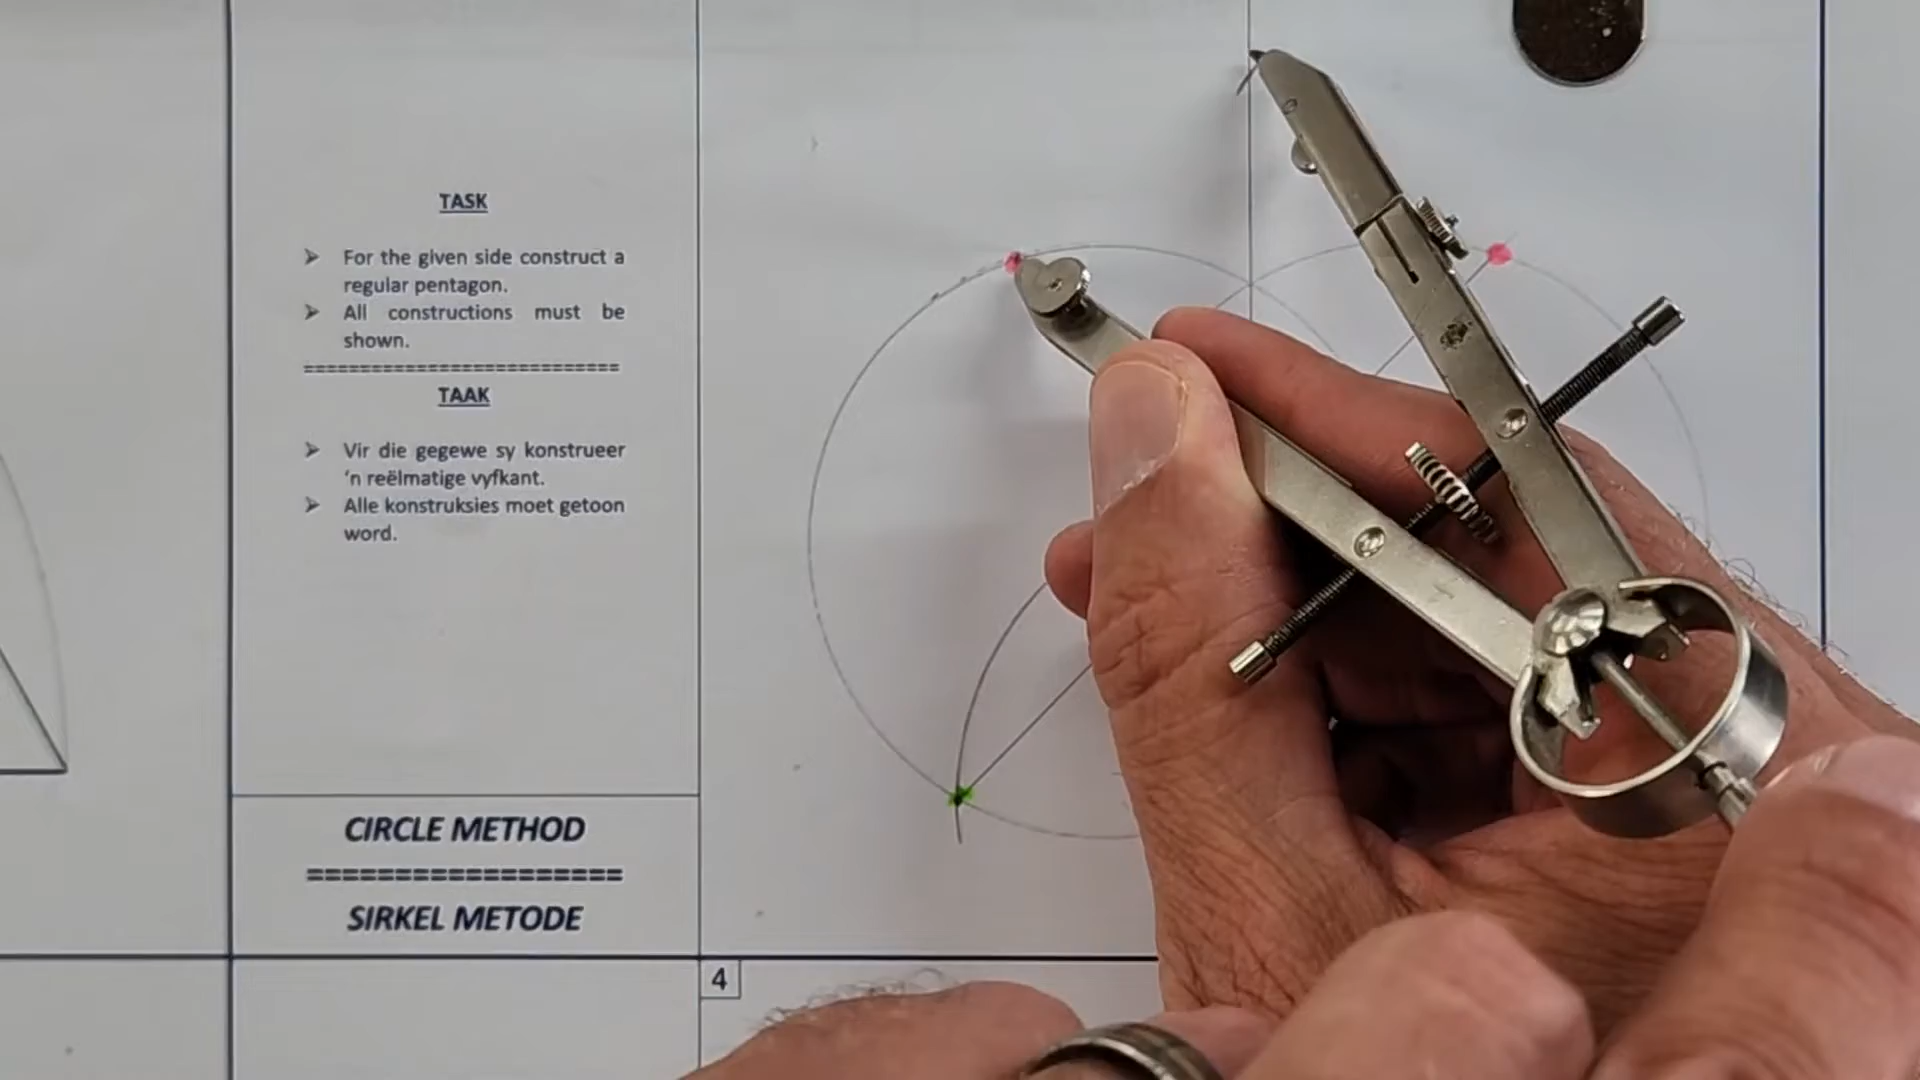 TASK
➢ For the given side construct a
regular pentagon.
➢ All constructions must be
shown.
===========================
TAAK
➢ Vir die gegewe sy konstrueer
‘n reëlmatige vyfkant.
➢ Alle konstruksies moet getoon
word.
CIRCLE METHOD
==================
SIRKEL METODE
4